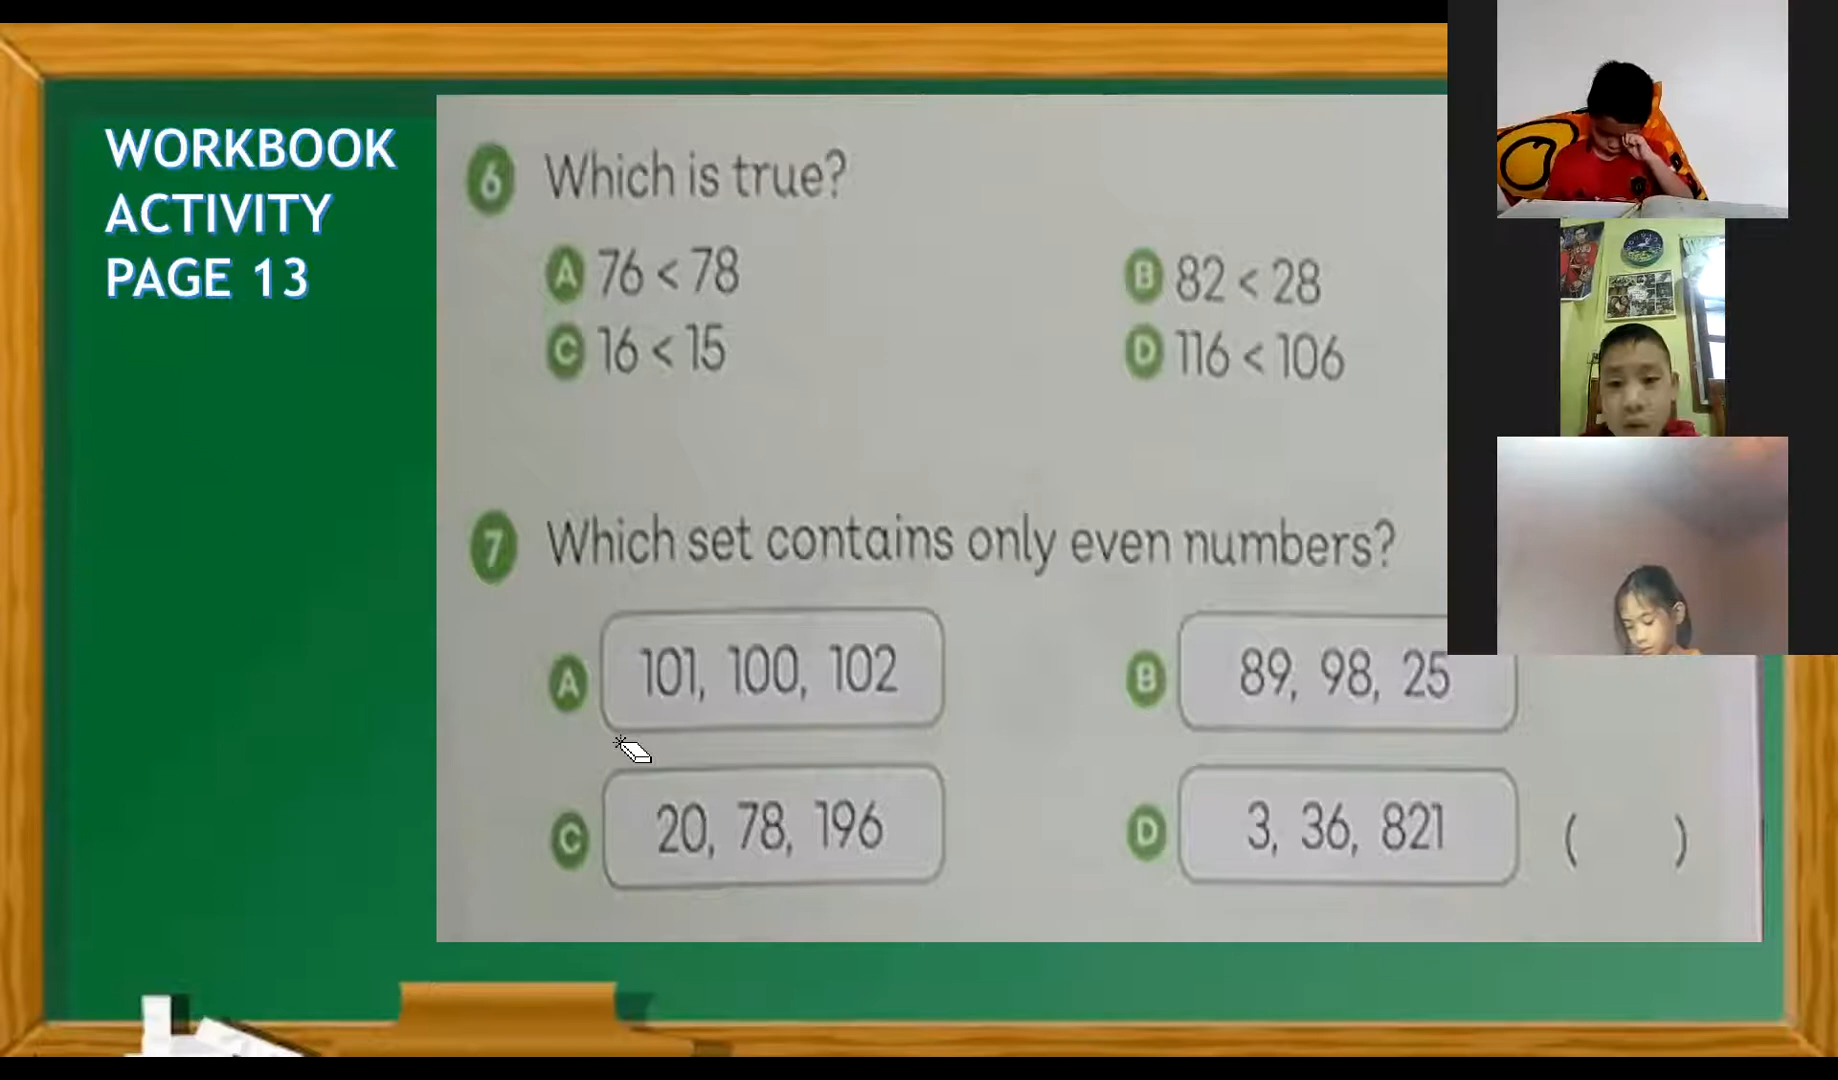 WORKBOOK
ACTIVITY
PAGE 13
6 Which is true?
A 76 < 78
B 82 < 28
C 16 < 15
D 116 < 106
7 Which set contains only even numbers?
A 101, 100, 102
B 89, 98, 25
C 20, 78, 196
D 3, 36, 821 ( )